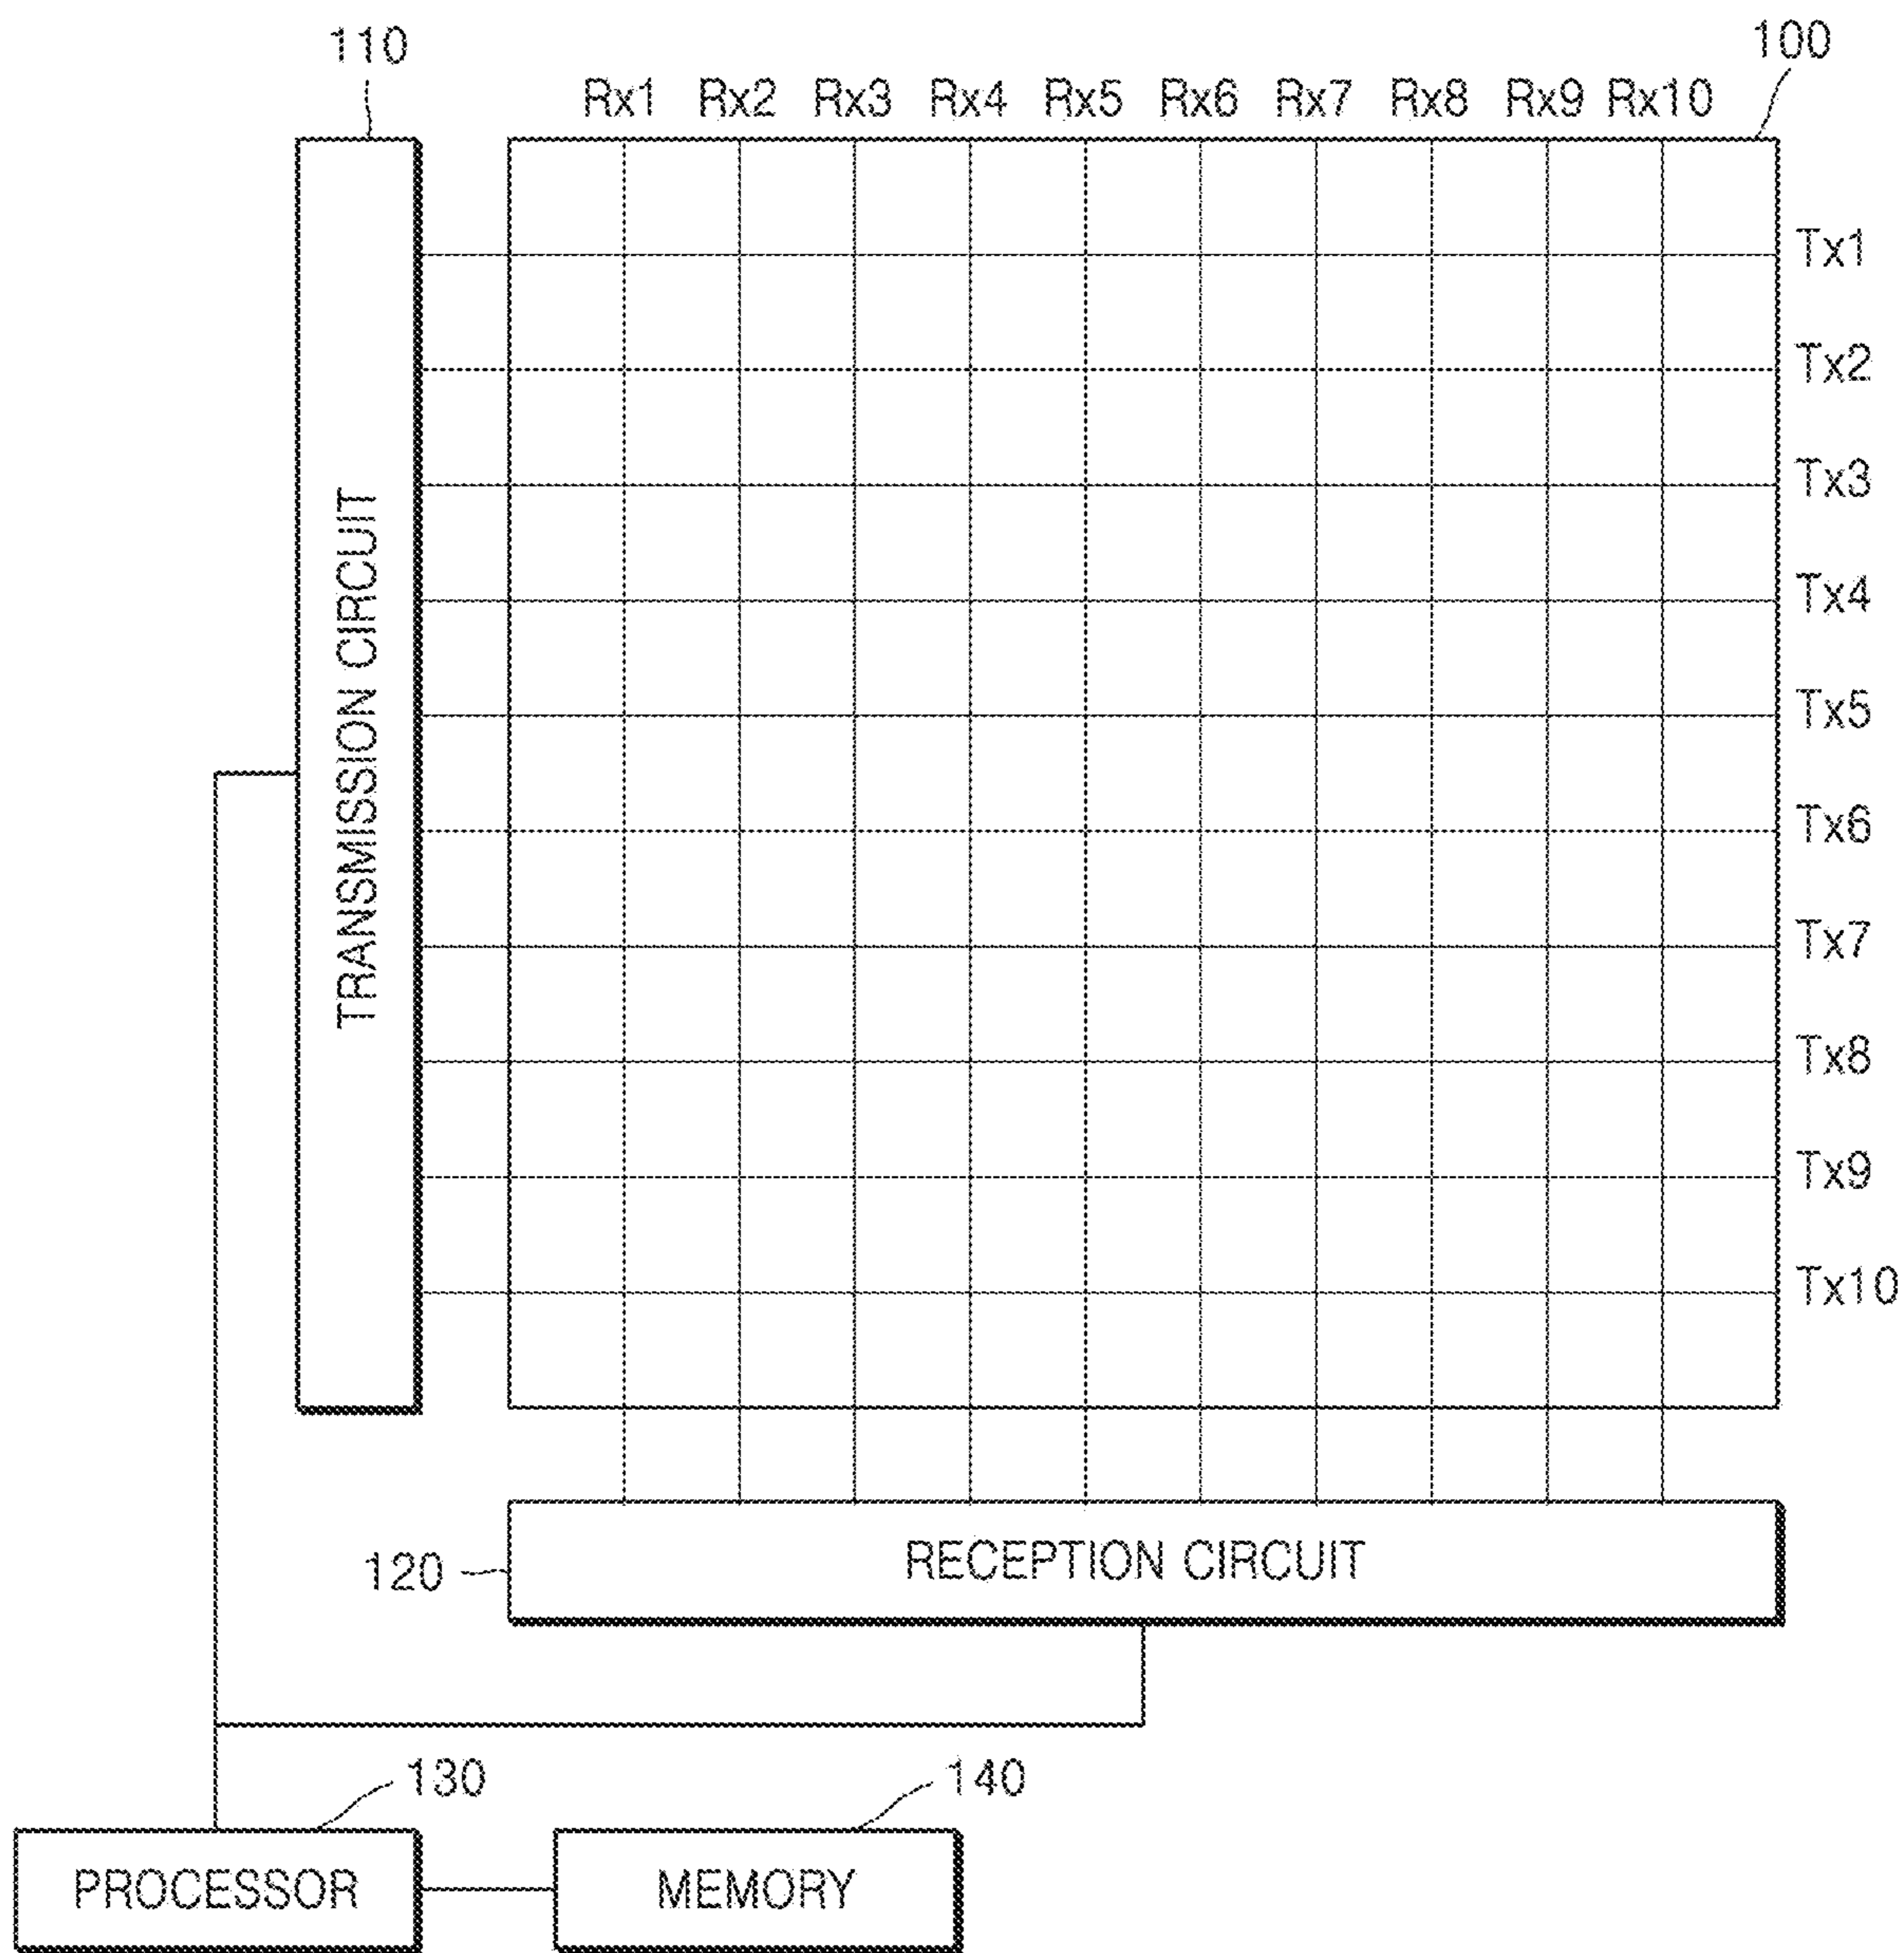 110
100
Rx1 Rx2 Rx3 Rx4 Rx5 Rx6 Rx7 Rx8 Rx9 Rx10
Tx1
Tx2
Tx3
Tx4
Tx5
Tx6
Tx7
Tx8
Tx9
Tx10
TRANSMISSION CIRCUIT
120
RECEPTION CIRCUIT
130
140
PROCESSOR
MEMORY